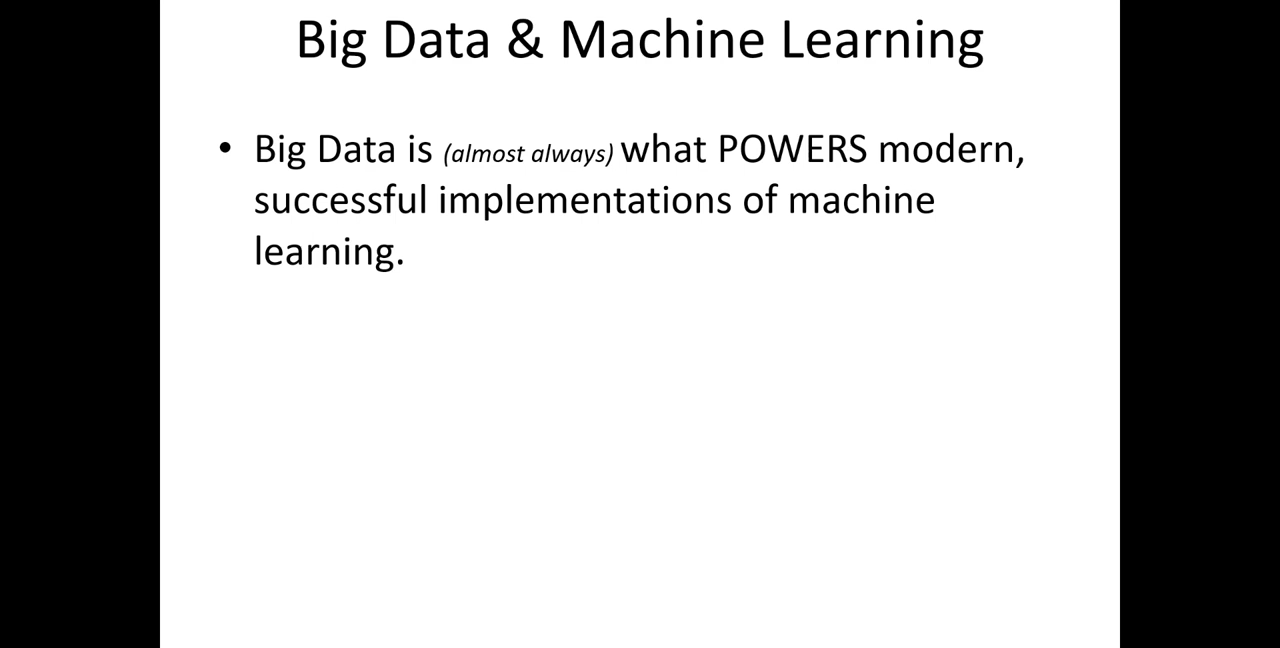 Big Data & Machine Learning
• Big Data is (almost always) what POWERS modern,
successful implementations of machine
learning.